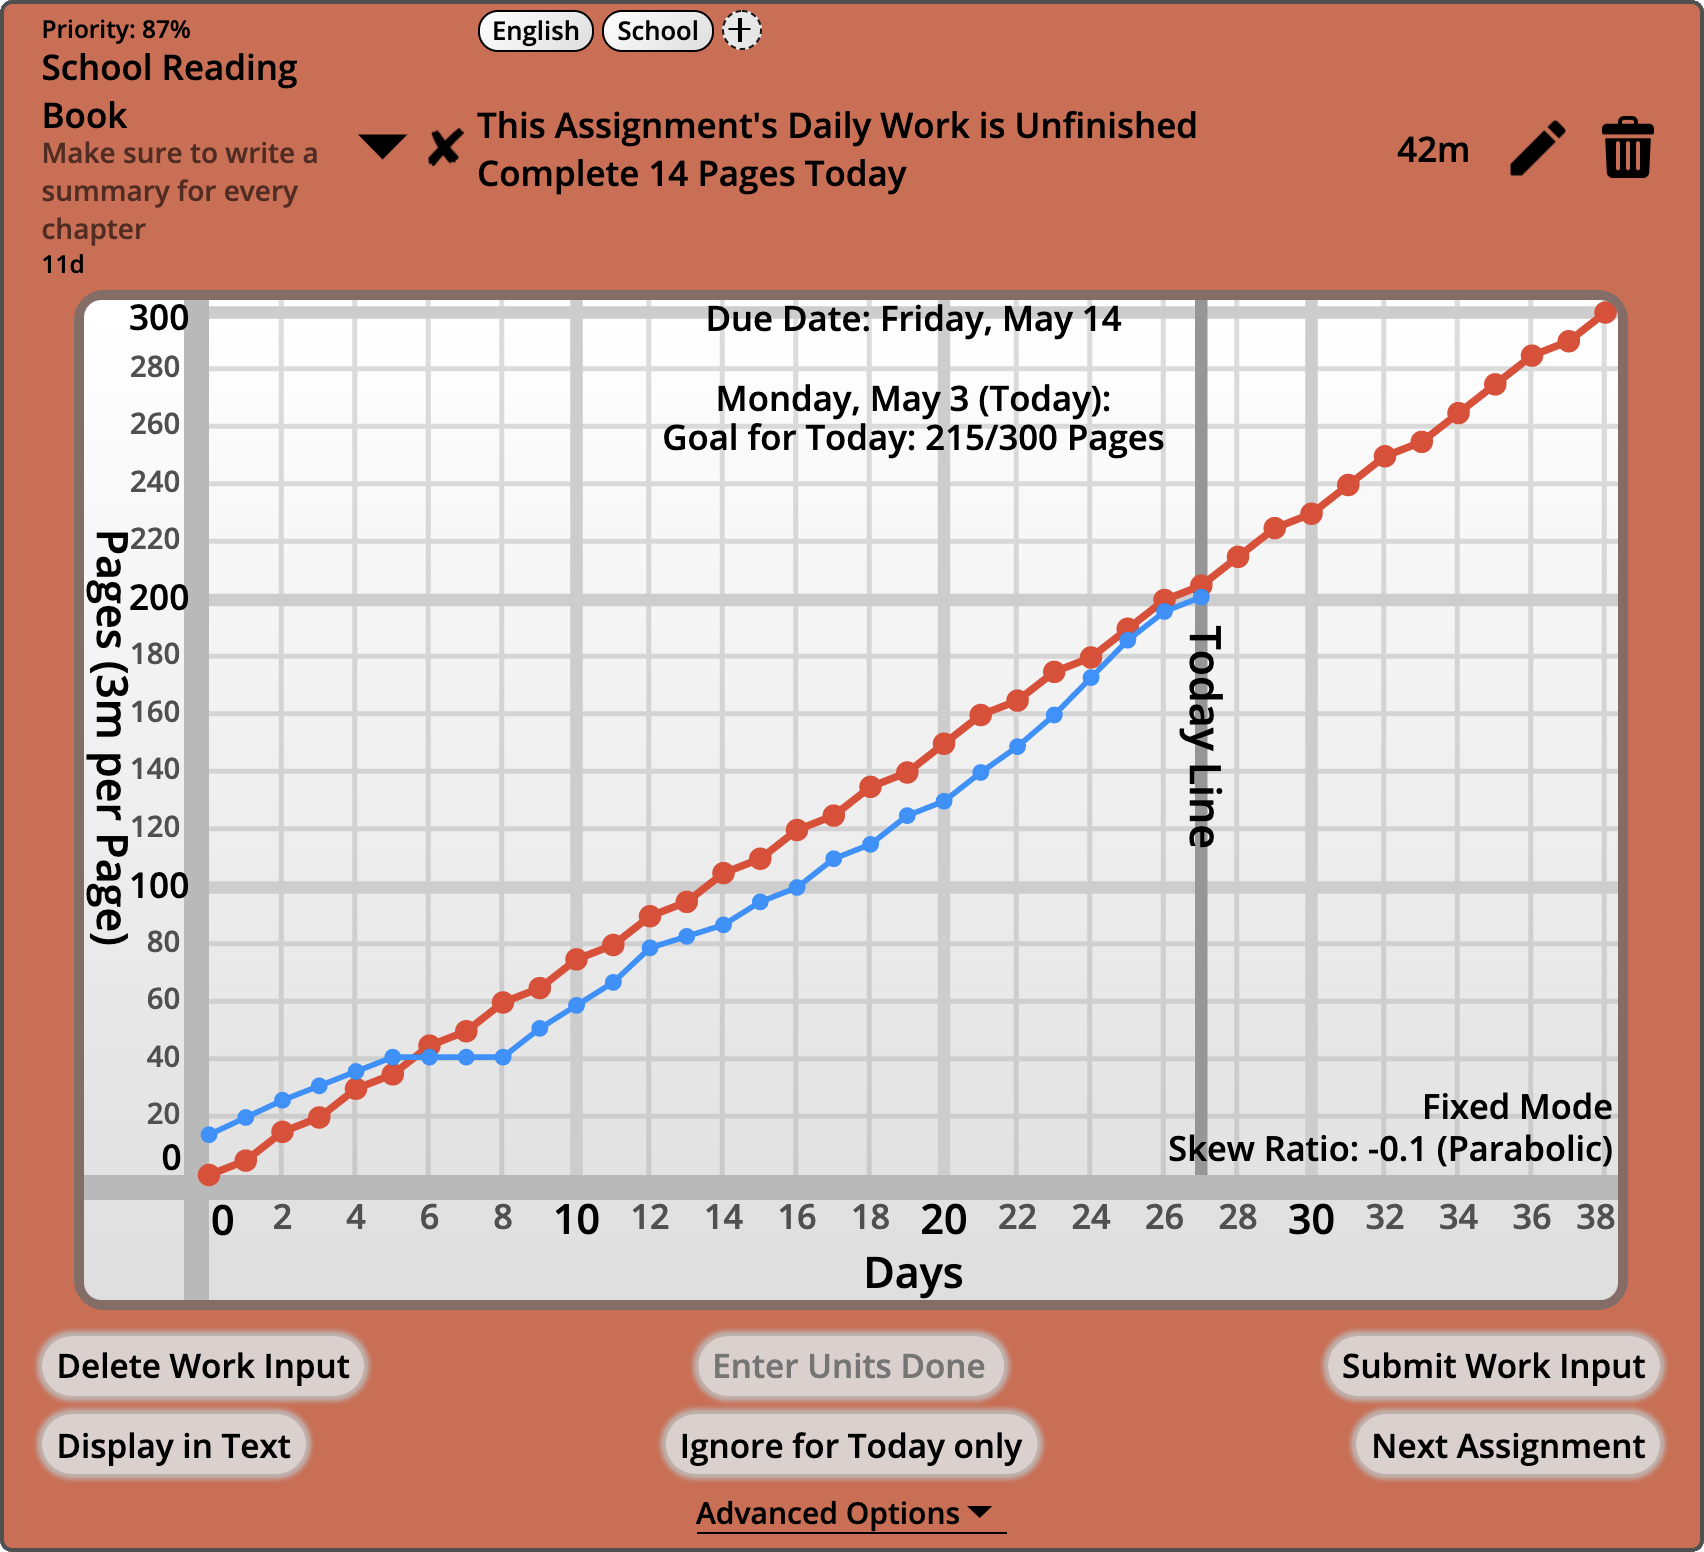 Priority: 87%
English
School
School Reading
Book
Make sure to write a
summary for every
chapter
11d
This Assignment's Daily Work is Unfinished
Complete 14 Pages Today
42m
Due Date: Friday, May 14
Monday, May 3 (Today):
Goal for Today: 215/300 Pages
300
280
260
240
220
200
180
160
140
120
100
80
60
40
20
0
Pages (3m per Page)
Today Line
Fixed Mode
Skew Ratio: -0.1 (Parabolic)
0 2 4 6 8 10 12 14 16 18 20 22 24 26 28 30 32 34 36 38
Days
Delete Work Input
Enter Units Done
Submit Work Input
Display in Text
Ignore for Today only
Next Assignment
Advanced Options